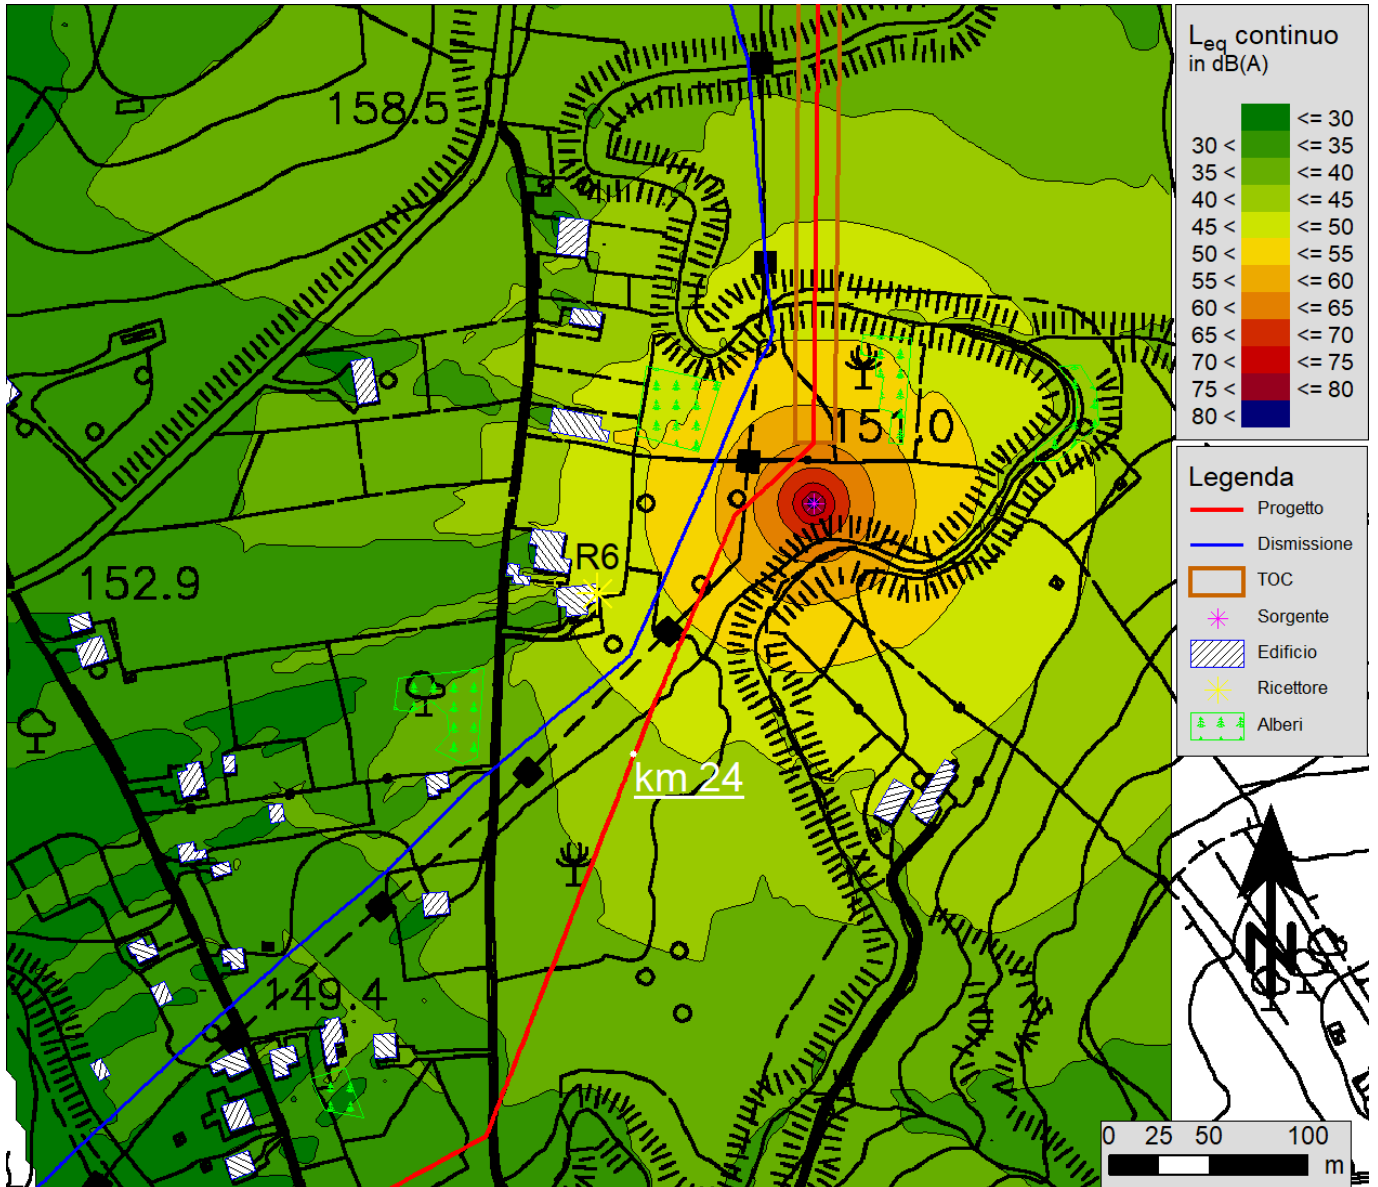 158.5
151.0
R6
152.9
km 24
149.4
L eq continuo
in dB(A)
<= 30
30 < <= 35
35 < <= 40
40 < <= 45
45 < <= 50
50 < <= 55
55 < <= 60
60 < <= 65
65 < <= 70
70 < <= 75
75 < <= 80
80 <
Legenda
Progetto
Dismissione
TOC
Sorgente
Edificio
Ricettore
Alberi
N
0 25 50 100
m